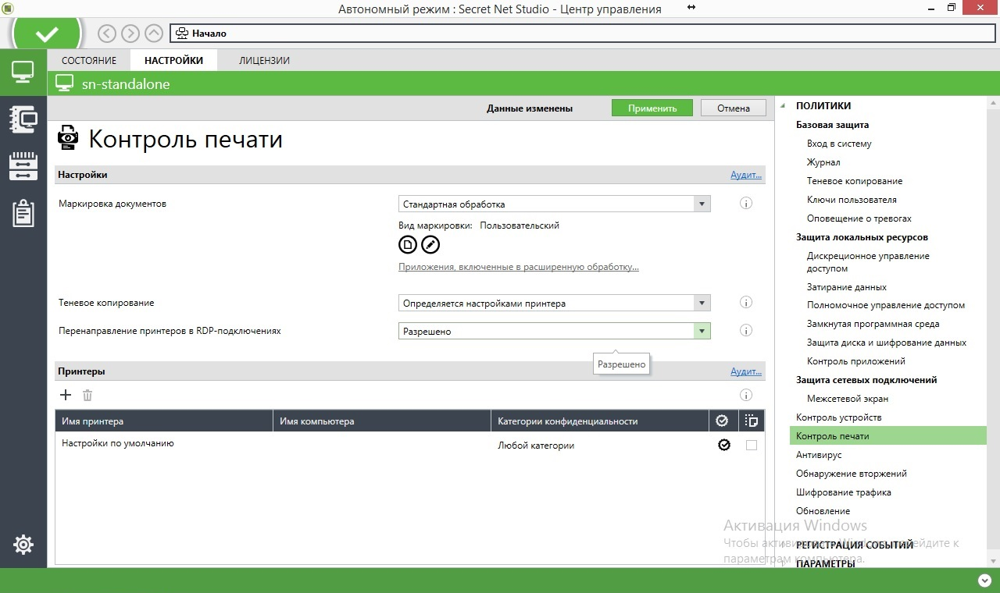 Автономный режим : Secret Net Studio - Центр управления
Начало
СОСТОЯНИЕ НАСТРОЙКИ ЛИЦЕНЗИИ
sn-standalone
Данные изменены Применить Отмена
Контроль печати
Настройки Аудит...
Маркировка документов Стандартная обработка
Вид маркировки: Пользовательский
Приложения, включенные в расширенную обработку...
Теневое копирование Определяется настройками принтера
Перенаправление принтеров в RDP-подключениях Разрешено
Разрешено
Принтеры Аудит...
Имя принтера Имя компьютера Категории конфиденциальности
Настройки по умолчанию Любой категории
ПОЛИТИКИ
Базовая защита
Вход в систему
Журнал
Теневое копирование
Ключи пользователя
Оповещение о тревогах
Защита локальных ресурсов
Дискреционное управление
доступом
Затирание данных
Полномочное управление доступом
Замкнутая программная среда
Защита диска и шифрование данных
Контроль приложений
Защита сетевых подключений
Межсетевой экран
Контроль устройств
Контроль печати
Антивирус
Обнаружение вторжений
Шифрование трафика
Обновление
РЕГИСТРАЦИЯ СОБЫТИЙ
ПАРАМЕТРЫ
Активация Windows
Чтобы активировать Windows, перейдите к
параметрам компьютера.